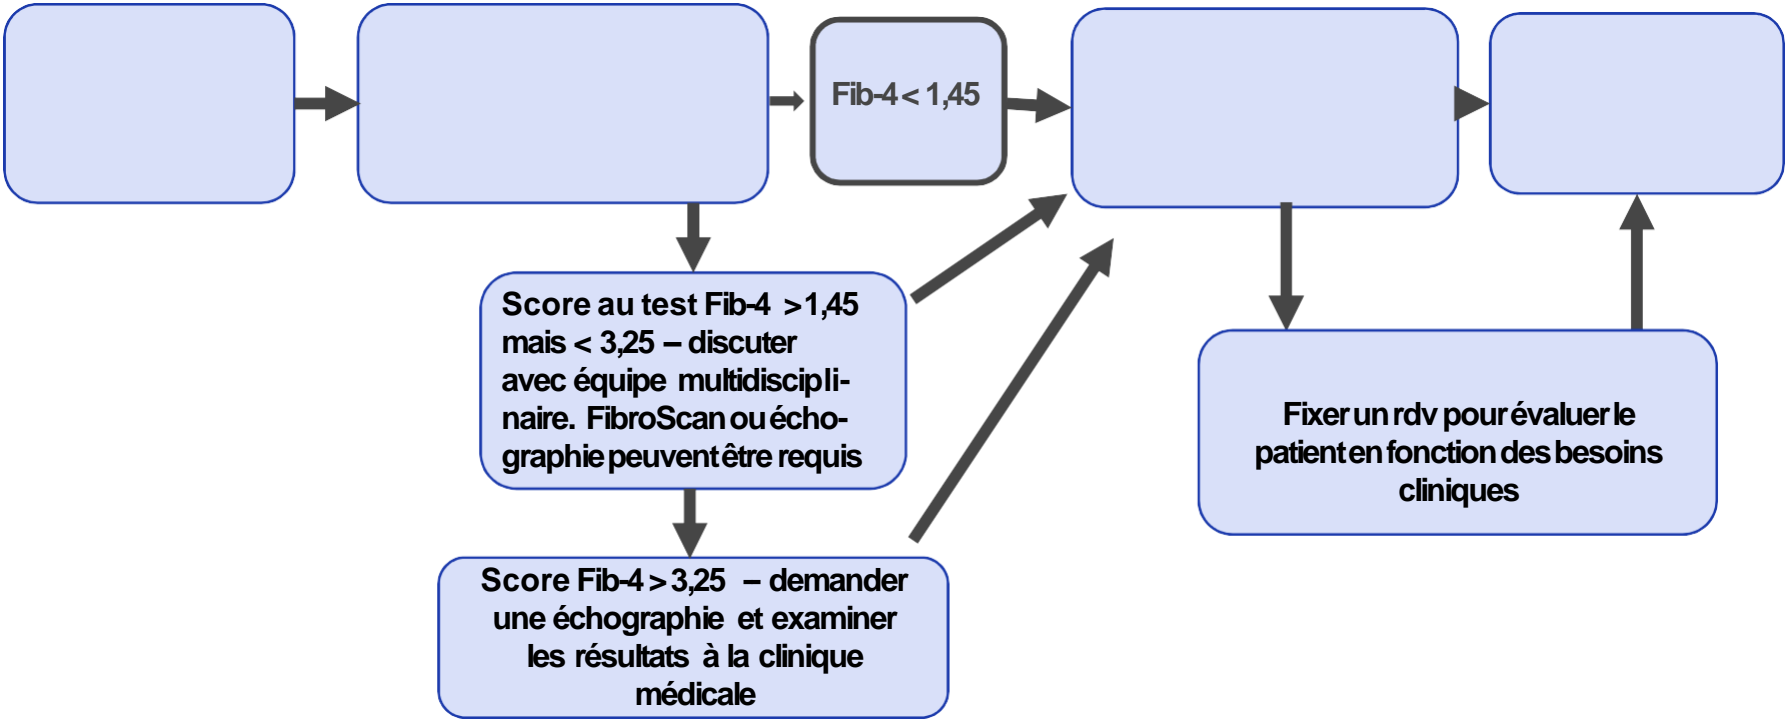 Fib-4 < 1,45
Score au test Fib-4 >1,45
mais < 3,25 – discuter
avec équipe multidiscipli-
naire. FibroScan ou écho-
graphie peuvent être requis
Fixer un rdv pour évaluer le
patient en fonction des besoins
cliniques
Score Fib-4 > 3,25 – demander
une échographie et examiner
les résultats à la clinique
médicale